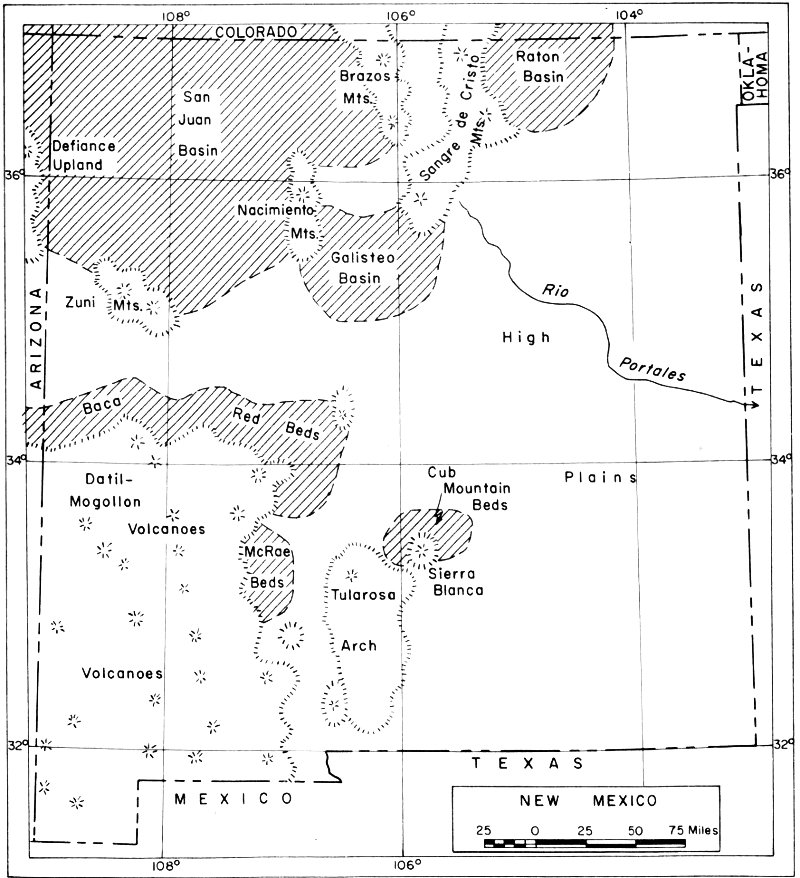 108°
106°
104°
COLORADO
OKLA-
HOMA
Brazos
Mts.
Sangre de Cristo
Mts.
Raton
Basin
San
Juan
Basin
Defiance
Upland
36°
36°
Nacimiento
Mts.
Galisteo
Basin
Zuni Mts.
ARIZONA
Rio
Portales
High
Plains
TEXAS
Baca Red Beds
34°
34°
Datil-
Mogollon
Volcanoes
Cub
Mountain
Beds
McRae
Beds
Sierra
Blanca
Tularosa
Arch
Volcanoes
32°
32°
TEXAS
MEXICO
NEW MEXICO
25 0 25 50 75 Miles
108°
106°